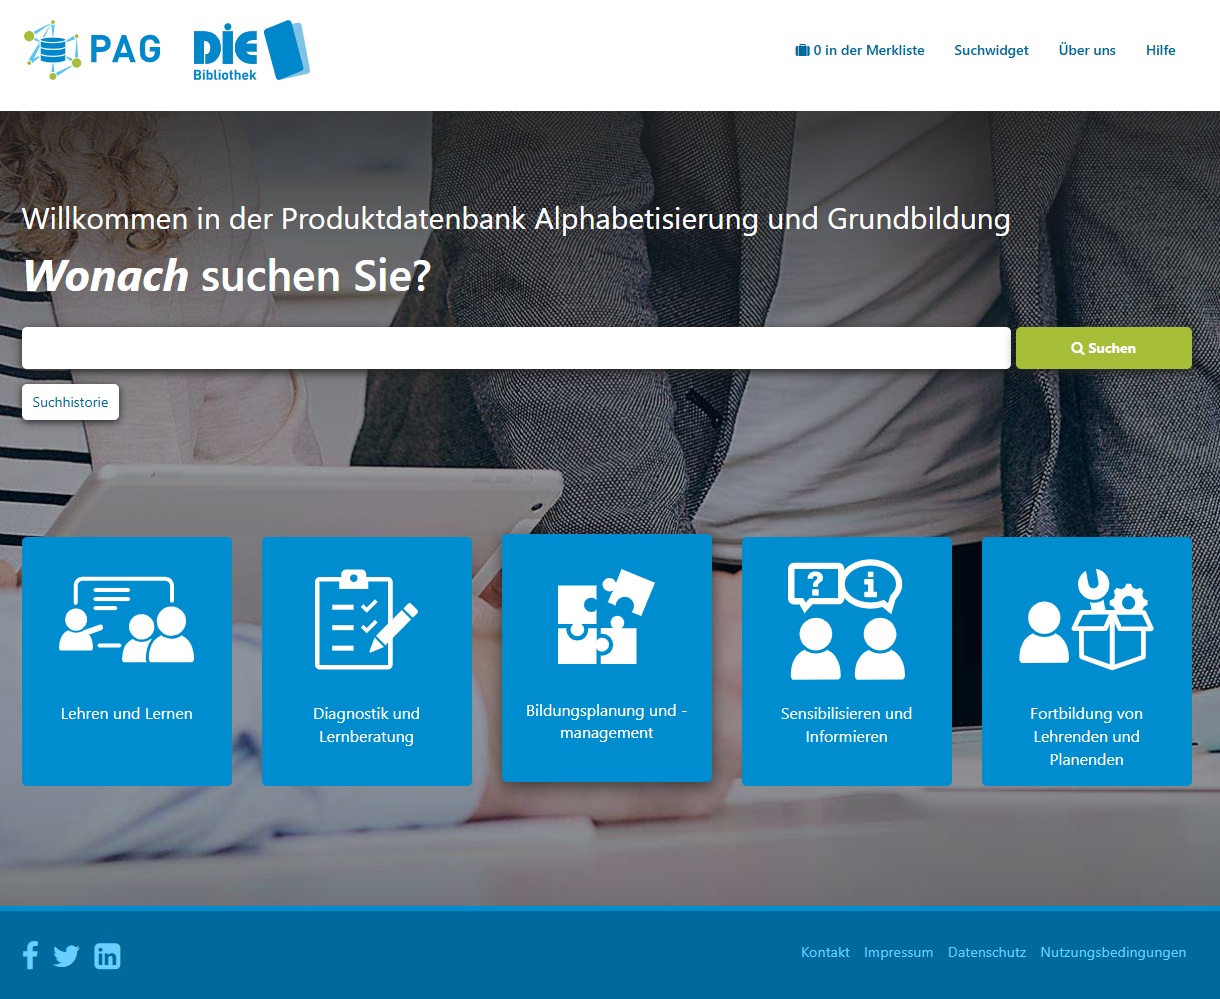 PAG
DIE
Bibliothek
0 in der Merkliste
Suchwidget
Über uns
Hilfe
Willkommen in der Produktdatenbank Alphabetisierung und Grundbildung
Wonach suchen Sie?
Suchen
Suchhistorie
Lehren und Lernen
Diagnostik und
Lernberatung
Bildungsplanung und -
management
Sensibilisieren und
Informieren
Fortbildung von
Lehrenden und
Planenden
Kontakt
Impressum
Datenschutz
Nutzungsbedingungen